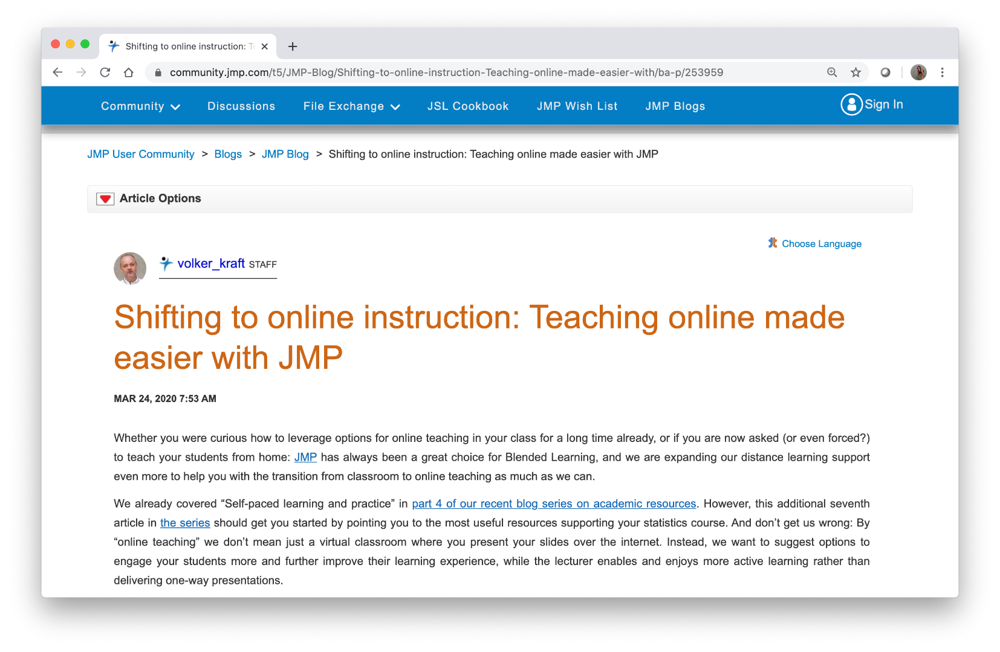 Shifting to online instruction:
community.jmp.com/t5/JMP-Blog/Shifting-to-online-instruction-Teaching-online-made-easier-with/ba-p/253959
Community Discussions File Exchange JSL Cookbook JMP Wish List JMP Blogs Sign In
JMP User Community > Blogs > JMP Blog > Shifting to online instruction: Teaching online made easier with JMP
Article Options
Choose Language
volker_kraft STAFF
Shifting to online instruction: Teaching online made
easier with JMP
MAR 24, 2020 7:53 AM
Whether you were curious how to leverage options for online teaching in your class for a long time already, or if you are now asked (or even forced?)
to teach your students from home: JMP has always been a great choice for Blended Learning, and we are expanding our distance learning support
even more to help you with the transition from classroom to online teaching as much as we can.
We already covered “Self-paced learning and practice” in part 4 of our recent blog series on academic resources. However, this additional seventh
article in the series should get you started by pointing you to the most useful resources supporting your statistics course. And don’t get us wrong: By
“online teaching” we don’t mean just a virtual classroom where you present your slides over the internet. Instead, we want to suggest options to
engage your students more and further improve their learning experience, while the lecturer enables and enjoys more active learning rather than
delivering one-way presentations.